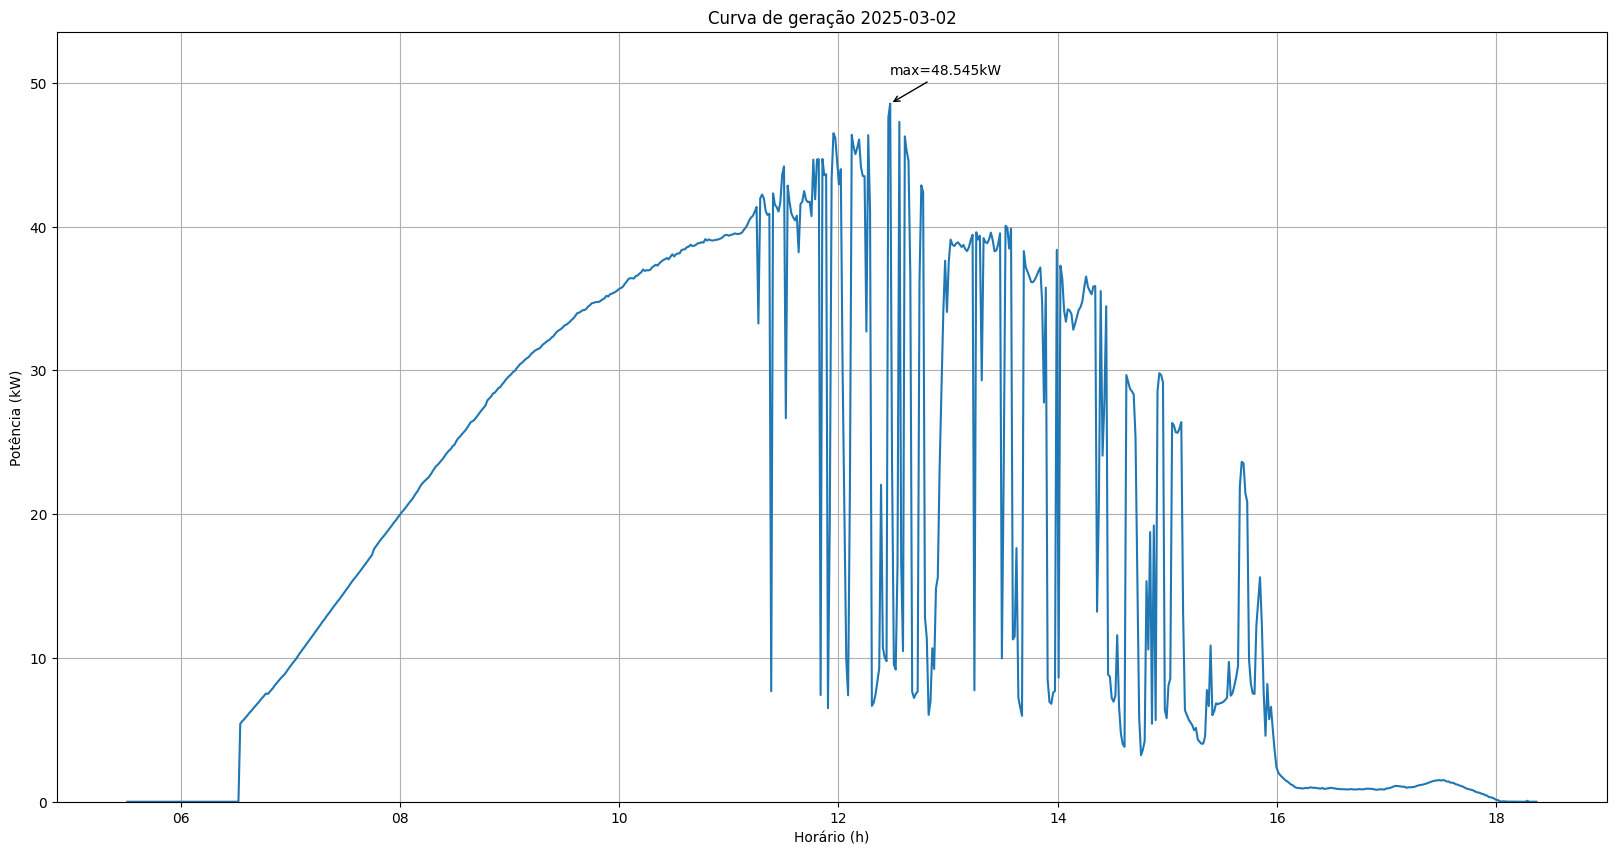 Curva de geração 2025-03-02
max=48.545kW
Potência (kW)
50
40
30
20
10
0
06 08 10 12 14 16 18
Horário (h)